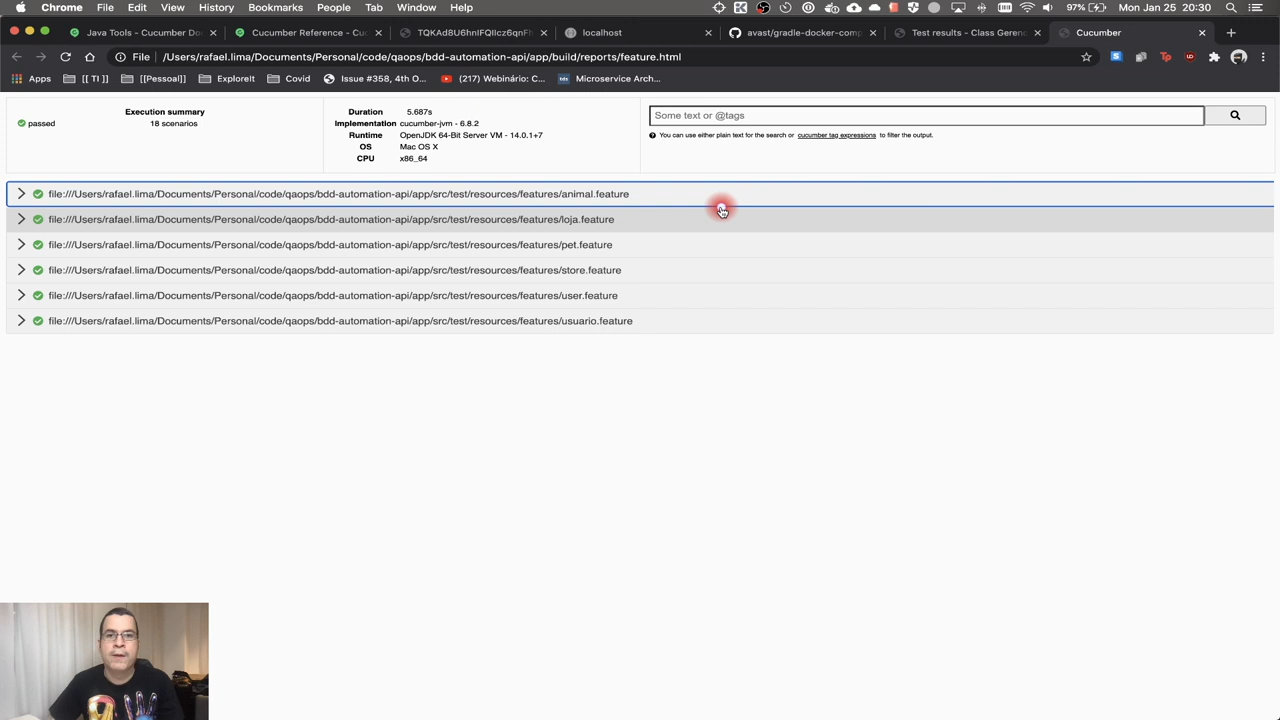 Chrome File Edit View History Bookmarks People Tab Window Help 97% Mon Jan 25 20:30
Java Tools - Cucumber Do Cucumber Reference - Cu TQKAd8U6hnIFQIIcz6qnFh localhost avast/gradle-docker-comp Test results - Class Gerenc Cucumber
File /Users/rafael.lima/Documents/Personal/code/qaops/bdd-automation-api/app/build/reports/feature.html
Apps [[ TI ]] [[Pessoal]] ExploreIt Covid Issue #358, 4th O... (217) Webinário: C... tds Microservice Arch...
Execution summary
passed 18 scenarios
Duration 5.687s
Implementation cucumber-jvm - 6.8.2
Runtime OpenJDK 64-Bit Server VM - 14.0.1+7
OS Mac OS X
CPU x86_64
Some text or @tags
You can use either plain text for the search or cucumber tag expressions to filter the output.
file:///Users/rafael.lima/Documents/Personal/code/qaops/bdd-automation-api/app/src/test/resources/features/animal.feature
file:///Users/rafael.lima/Documents/Personal/code/qaops/bdd-automation-api/app/src/test/resources/features/loja.feature
file:///Users/rafael.lima/Documents/Personal/code/qaops/bdd-automation-api/app/src/test/resources/features/pet.feature
file:///Users/rafael.lima/Documents/Personal/code/qaops/bdd-automation-api/app/src/test/resources/features/store.feature
file:///Users/rafael.lima/Documents/Personal/code/qaops/bdd-automation-api/app/src/test/resources/features/user.feature
file:///Users/rafael.lima/Documents/Personal/code/qaops/bdd-automation-api/app/src/test/resources/features/usuario.feature